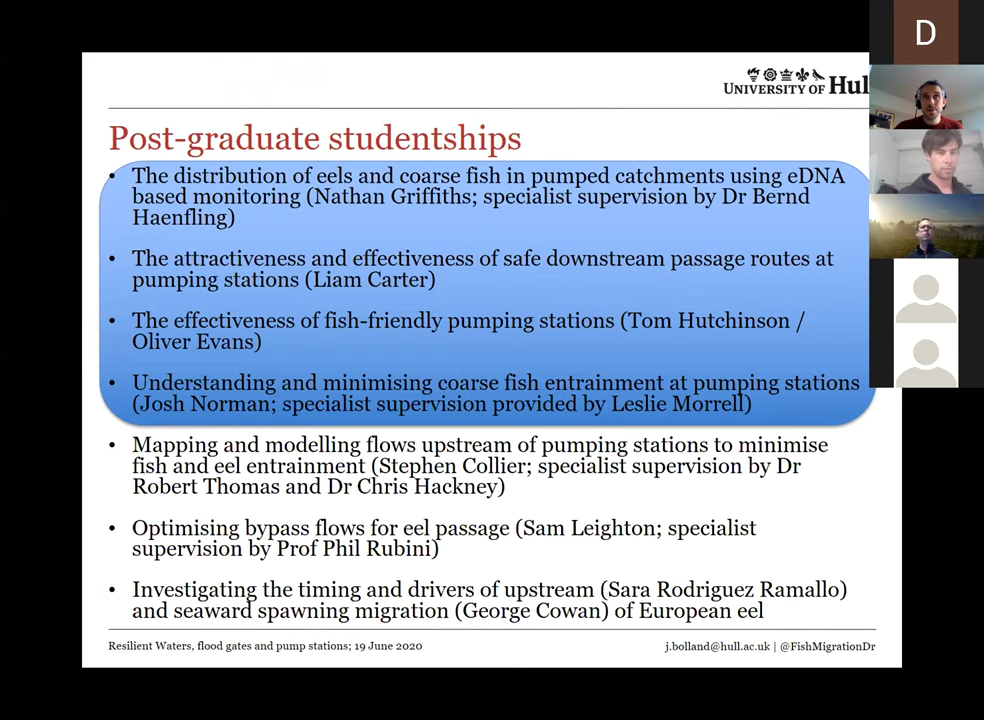 D
UNIVERSITY OF Hul
Post-graduate studentships
• The distribution of eels and coarse fish in pumped catchments using eDNA
based monitoring (Nathan Griffiths; specialist supervision by Dr Bernd
Haenfling)
• The attractiveness and effectiveness of safe downstream passage routes at
pumping stations (Liam Carter)
• The effectiveness of fish-friendly pumping stations (Tom Hutchinson /
Oliver Evans)
• Understanding and minimising coarse fish entrainment at pumping stations
(Josh Norman; specialist supervision provided by Leslie Morrell)
• Mapping and modelling flows upstream of pumping stations to minimise
fish and eel entrainment (Stephen Collier; specialist supervision by Dr
Robert Thomas and Dr Chris Hackney)
• Optimising bypass flows for eel passage (Sam Leighton; specialist
supervision by Prof Phil Rubini)
• Investigating the timing and drivers of upstream (Sara Rodriguez Ramallo)
and seaward spawning migration (George Cowan) of European eel
Resilient Waters, flood gates and pump stations; 19 June 2020
j.bolland@hull.ac.uk | @FishMigrationDr